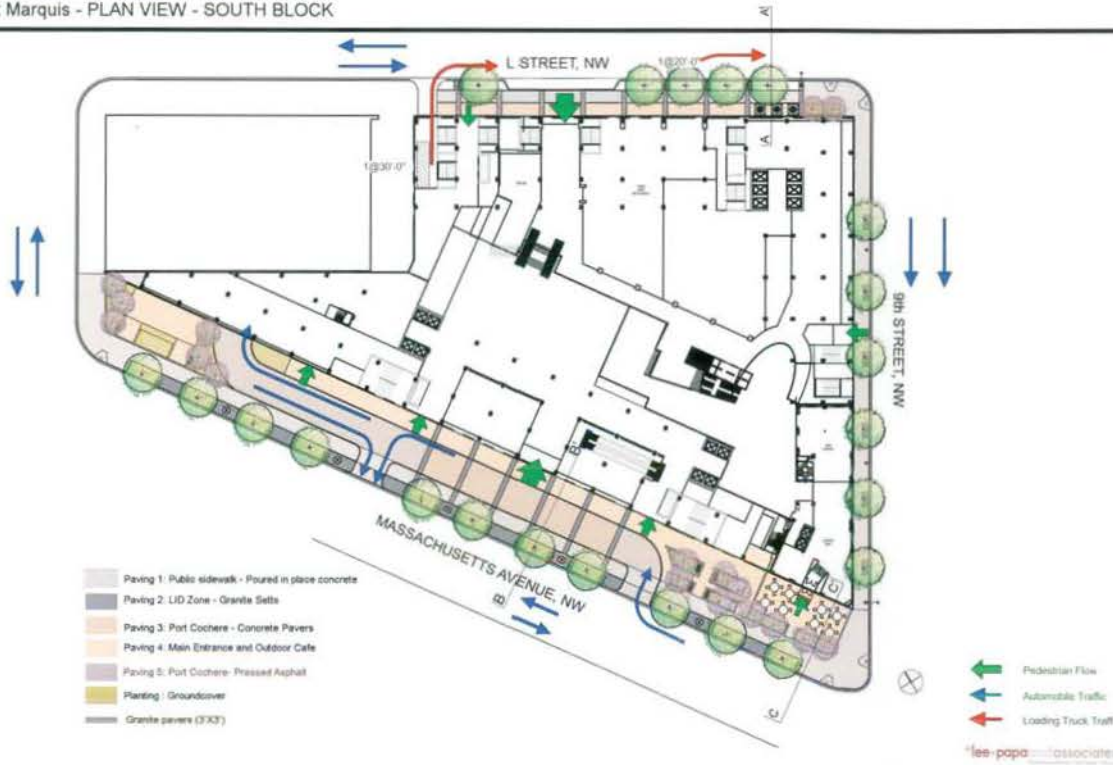 Marquis - PLAN VIEW - SOUTH BLOCK
A'
L STREET, NW
1@20'-0"
A
1@30'-0"
9th STREET, NW
B'
MASSACHUSETTS AVENUE, NW
B
C'
C
Paving 1: Public sidewalk - Poured in place concrete
Paving 2: LID Zone - Granite Setts
Paving 3: Port Cochere - Concrete Pavers
Paving 4: Main Entrance and Outdoor Cafe
Paving 5: Port Cochere- Pressed Asphalt
Planting : Groundcover
Granite pavers (3'X3')
Pedestrian Flow
Automobile Traffic
Loading Truck Traff
lee-papa and associates